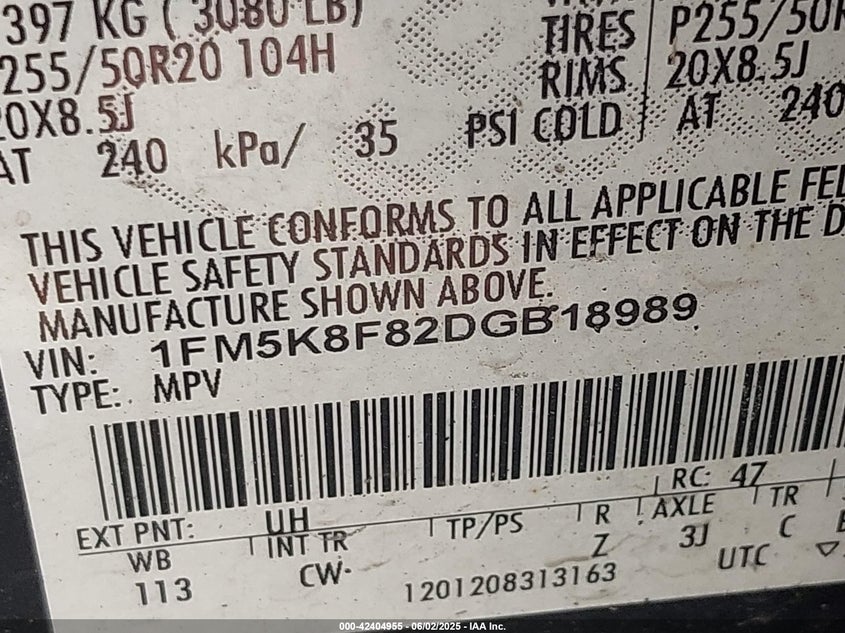 397 KG ( 3080 LB)
255/50R20 104H
20X8.5J
AT 240 kPa/ 35 PSI COLD
TIRES P255/50R
RIMS 20X8.5J
AT 240
THIS VEHICLE CONFORMS TO ALL APPLICABLE FED
VEHICLE SAFETY STANDARDS IN EFFECT ON THE D
MANUFACTURE SHOWN ABOVE.
VIN: 1FM5K8F82DGB18989
TYPE: MPV
RC: 47
EXT PNT: UH
WB INT TR TP/PS R AXLE TR
113 CW- Z 3J C
1201208313163 UTC
000-42404955 - 06/02/2025 - IAA Inc.